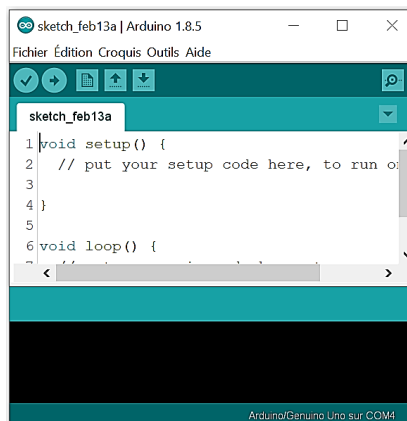 sketch_feb13a | Arduino 1.8.5
Fichier Édition Croquis Outils Aide
sketch_feb13a
1 void setup() {
2 // put your setup code here, to run
3
4 }
5
6 void loop() {
Arduino/Genuino Uno sur COM4